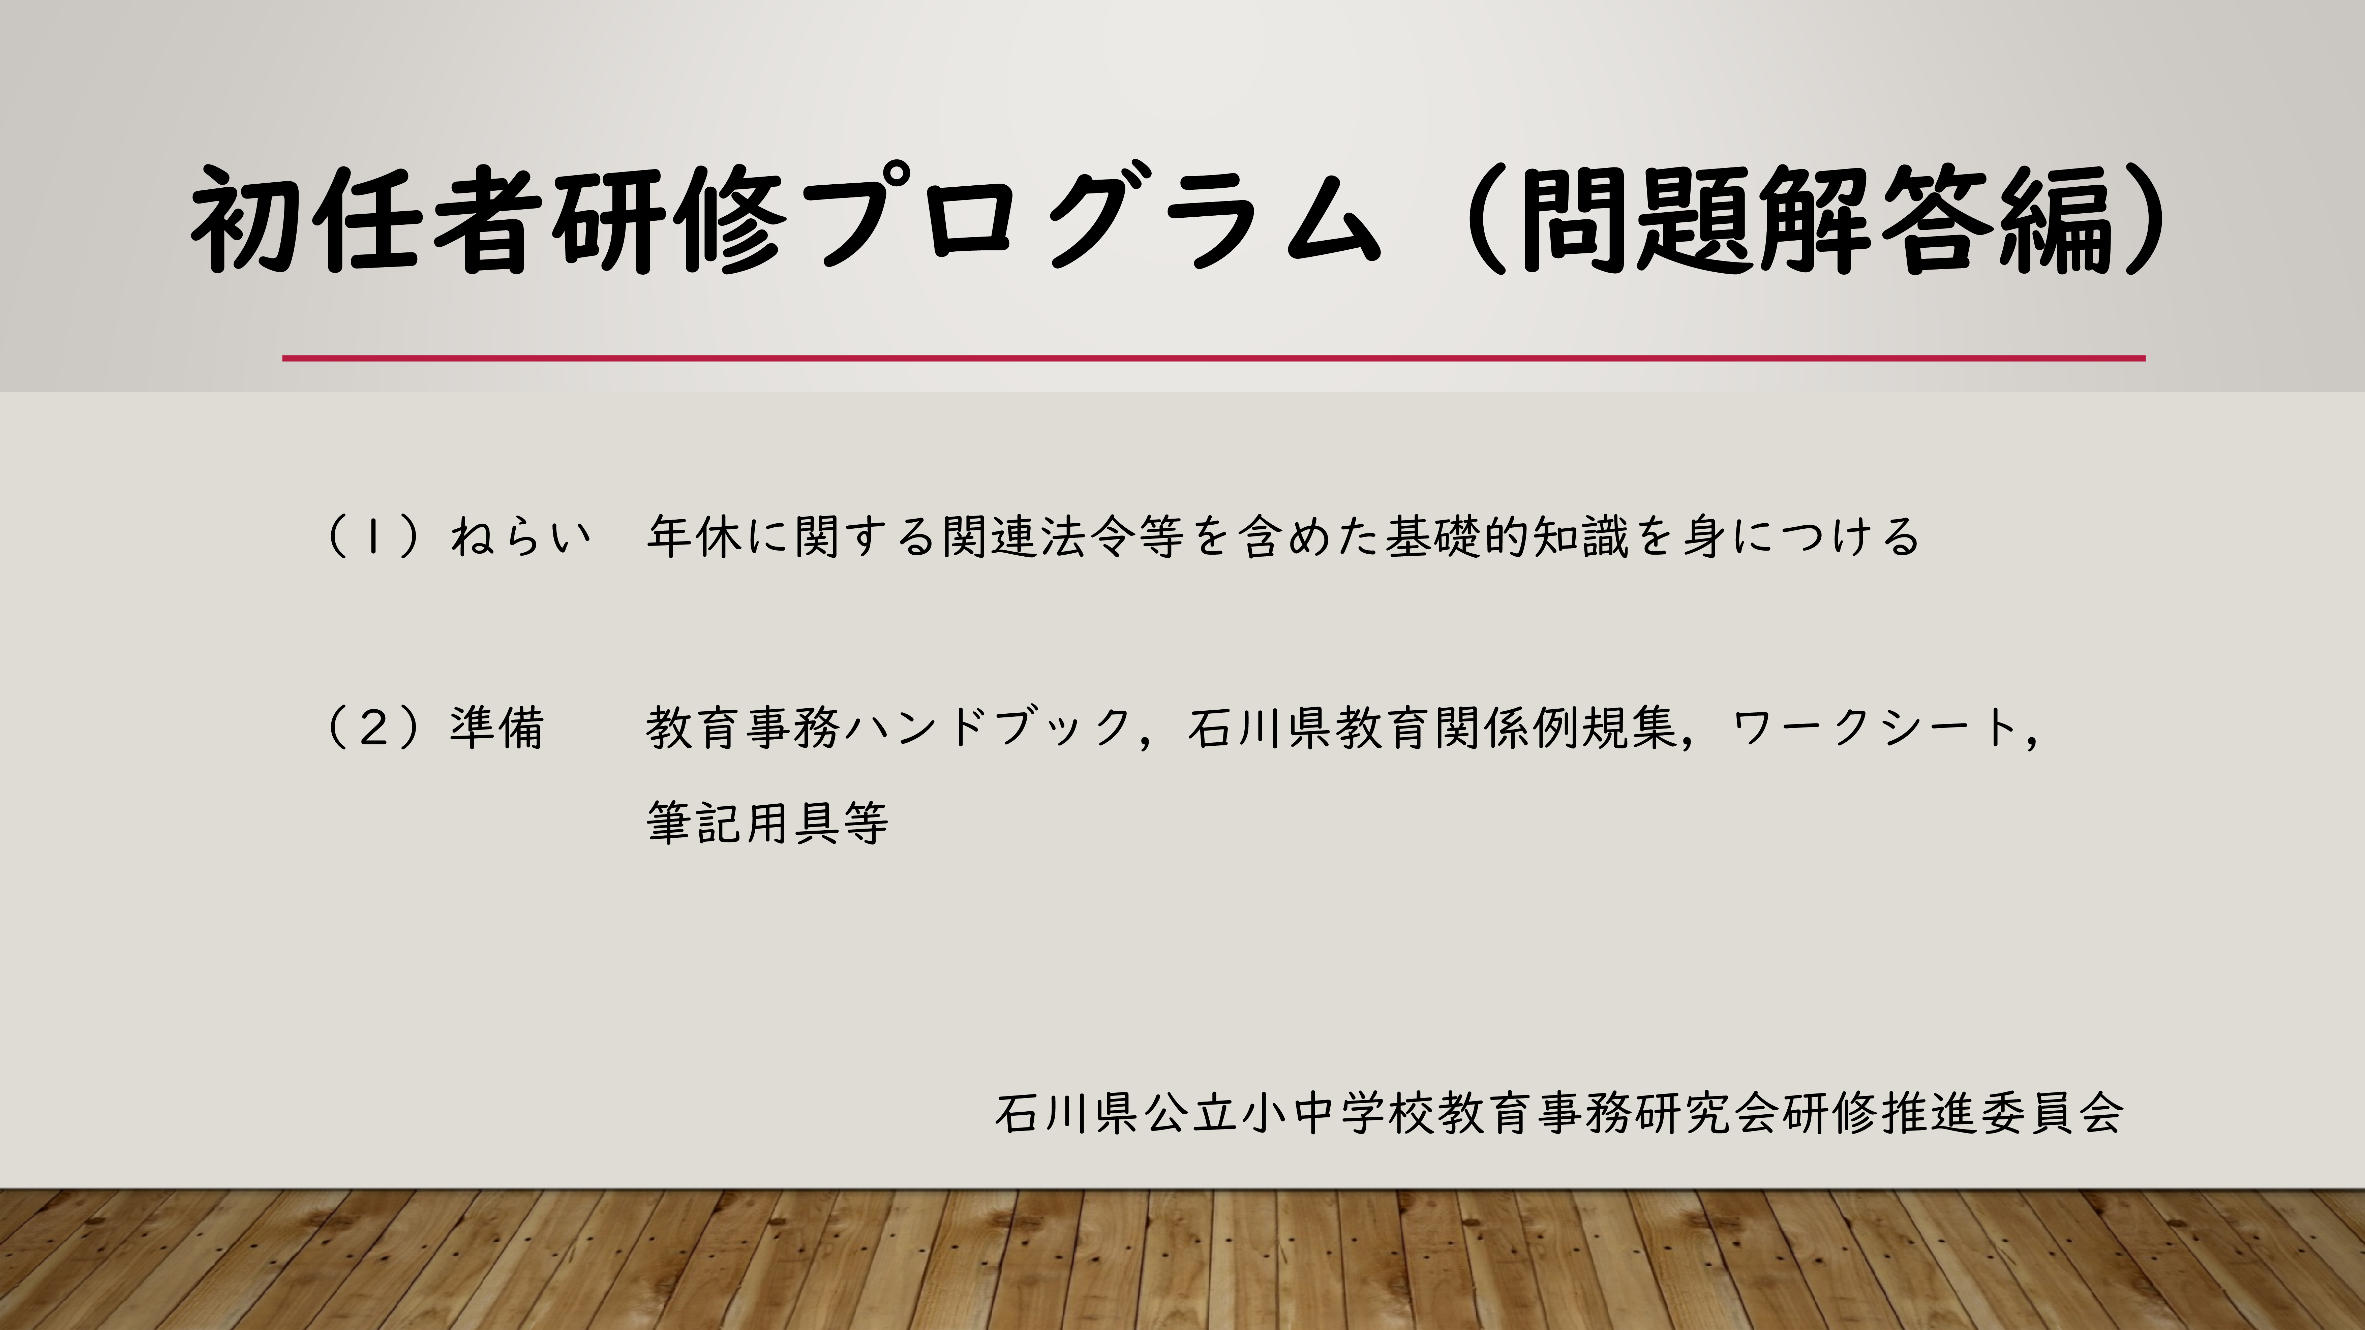 初任者研修プログラム（問題解答編）
（１）ねらい　年休に関する関連法令等を含めた基礎的知識を身につける
（２）準備　　教育事務ハンドブック，石川県教育関係例規集，ワークシート，
筆記用具等
石川県公立小中学校教育事務研究会研修推進委員会